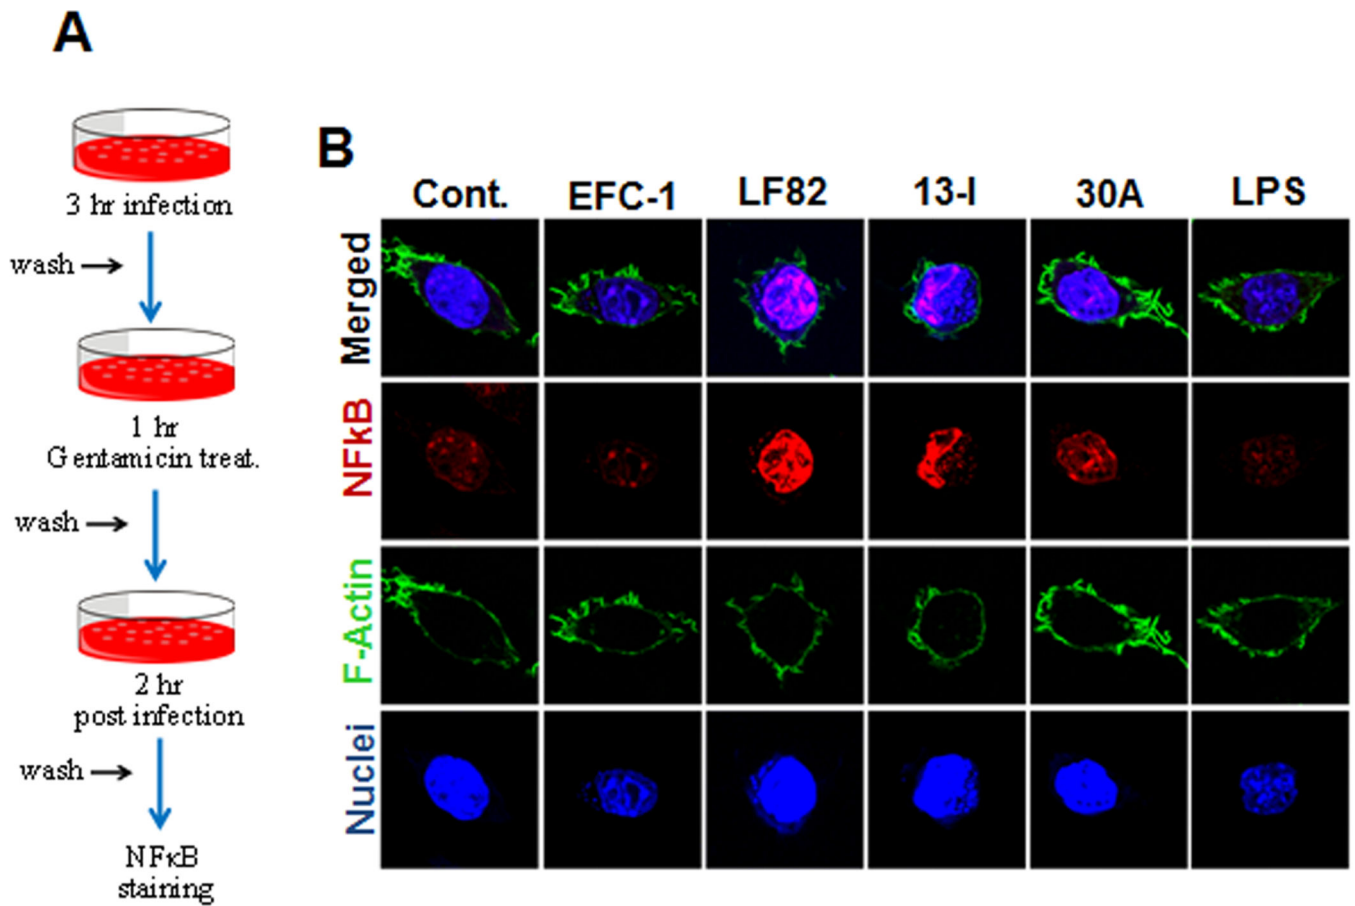 A
3 hr infection
wash
1 hr
Gentamicin treat.
wash
2 hr
post infection
wash
NFκB
staining
B
Cont. EFC-1 LF82 13-I 30A LPS
Merged
NFkB
F-Actin
Nuclei